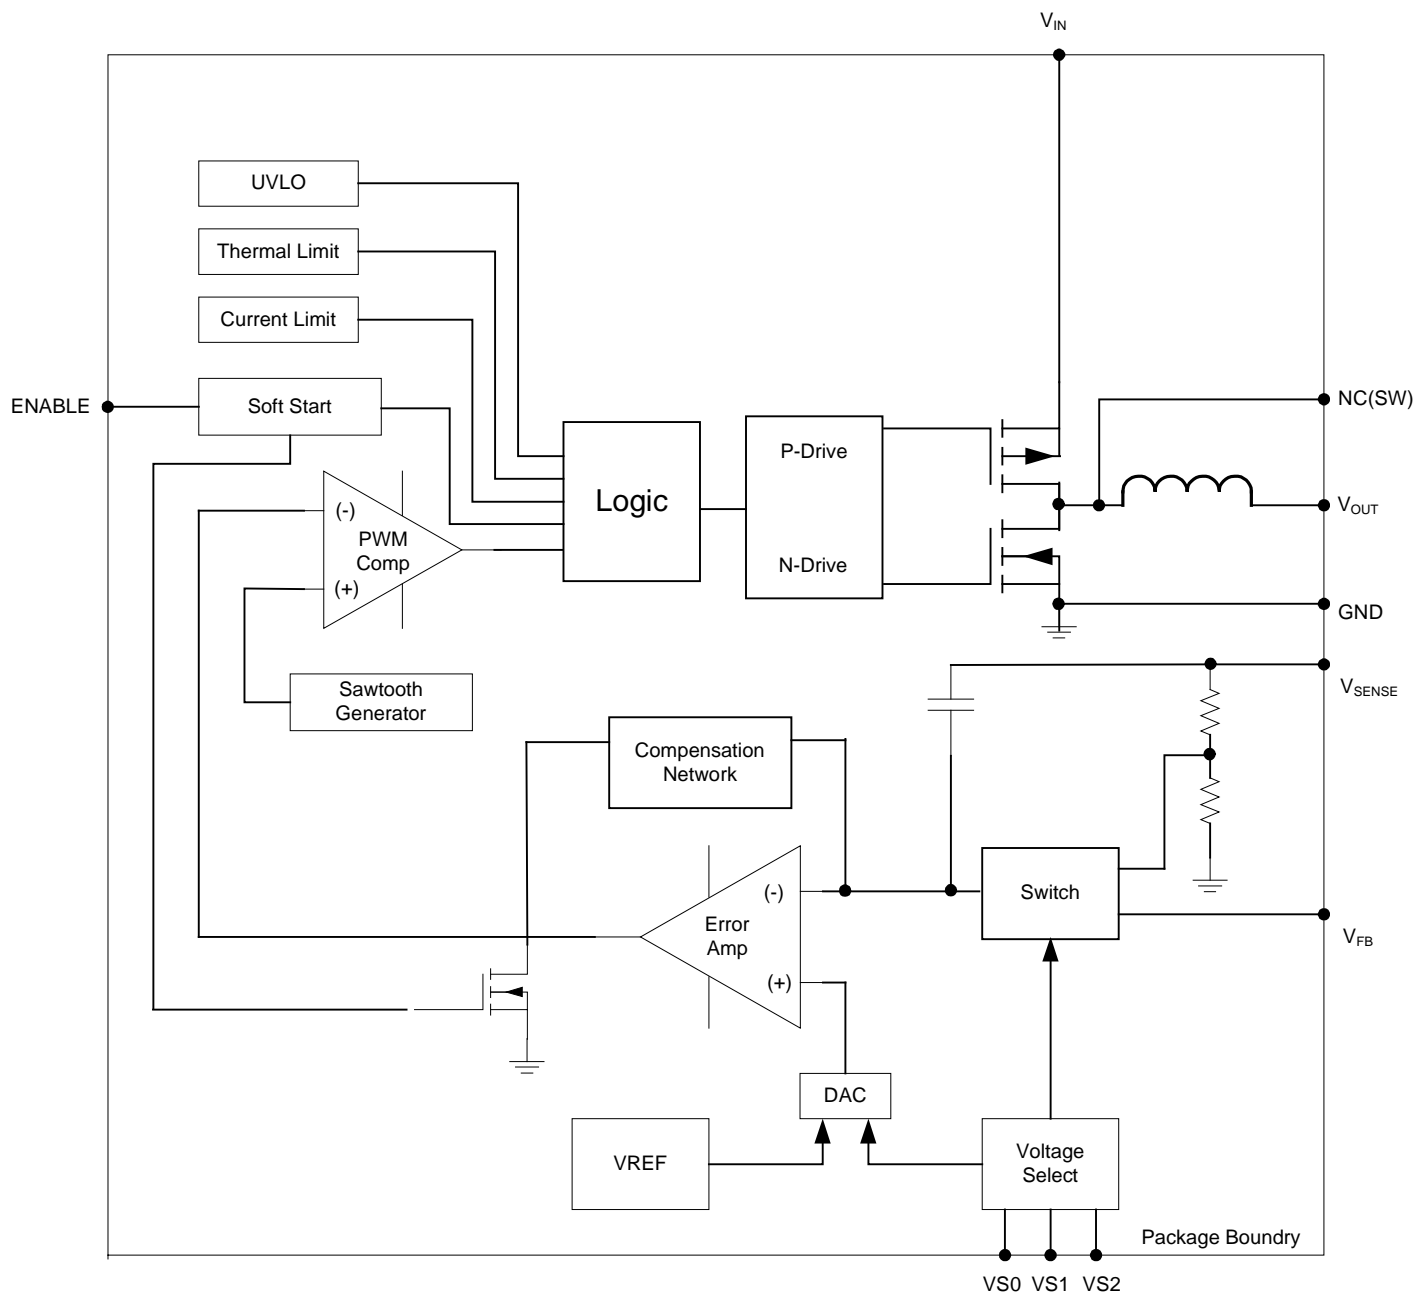 VIN
UVLO
Thermal Limit
Current Limit
ENABLE
Soft Start
NC(SW)
P-Drive
Logic
(-)
PWM
Comp
(+)
VOUT
N-Drive
GND
Sawtooth
Generator
VSENSE
Compensation
Network
(-)
Error
Amp
(+)
Switch
VFB
DAC
VREF
Voltage
Select
Package Boundry
VS0
VS1
VS2